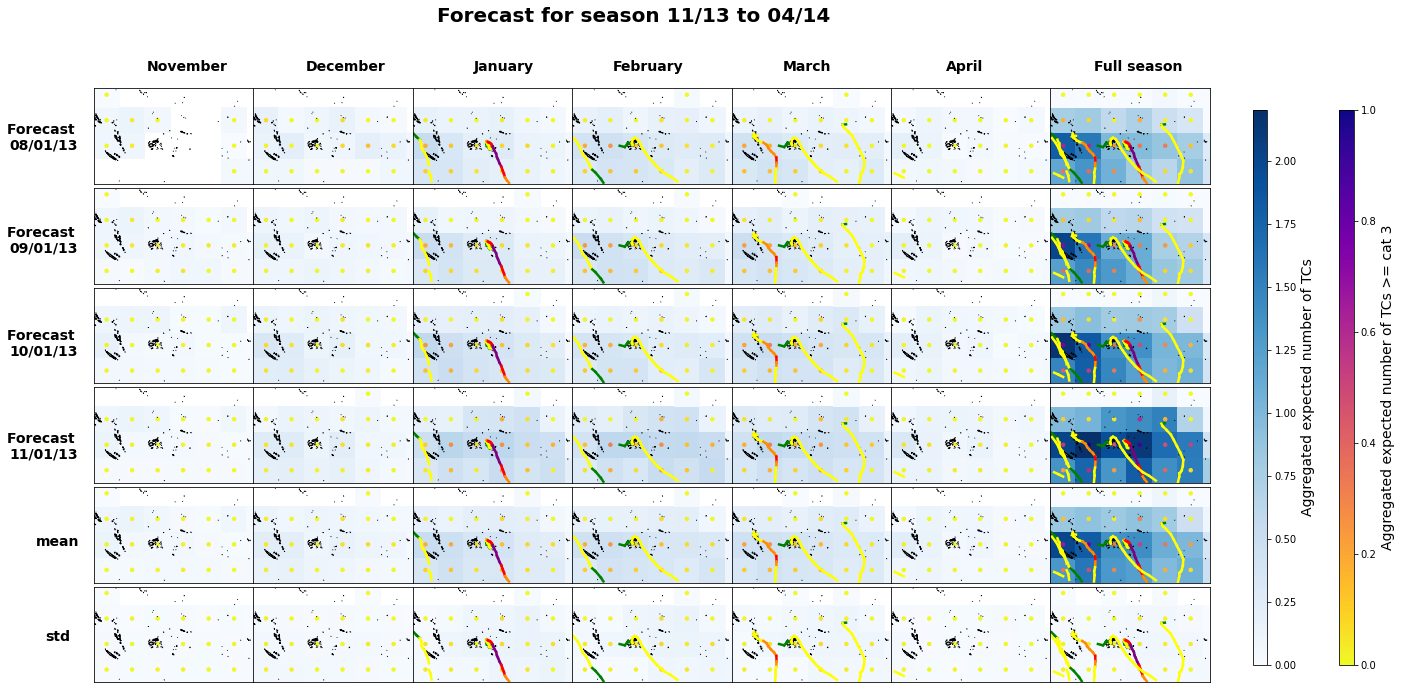 Forecast for season 11/13 to 04/14
November December January February March April Full season
Forecast
08/01/13
Forecast
09/01/13
Forecast
10/01/13
Forecast
11/01/13
mean
std
2.00
1.75
1.50
1.25
1.00
0.75
0.50
0.25
0.00
Aggregated expected number of TCs
1.0
0.8
0.6
0.4
0.2
0.0
Aggregated expected number of TCs >= cat 3